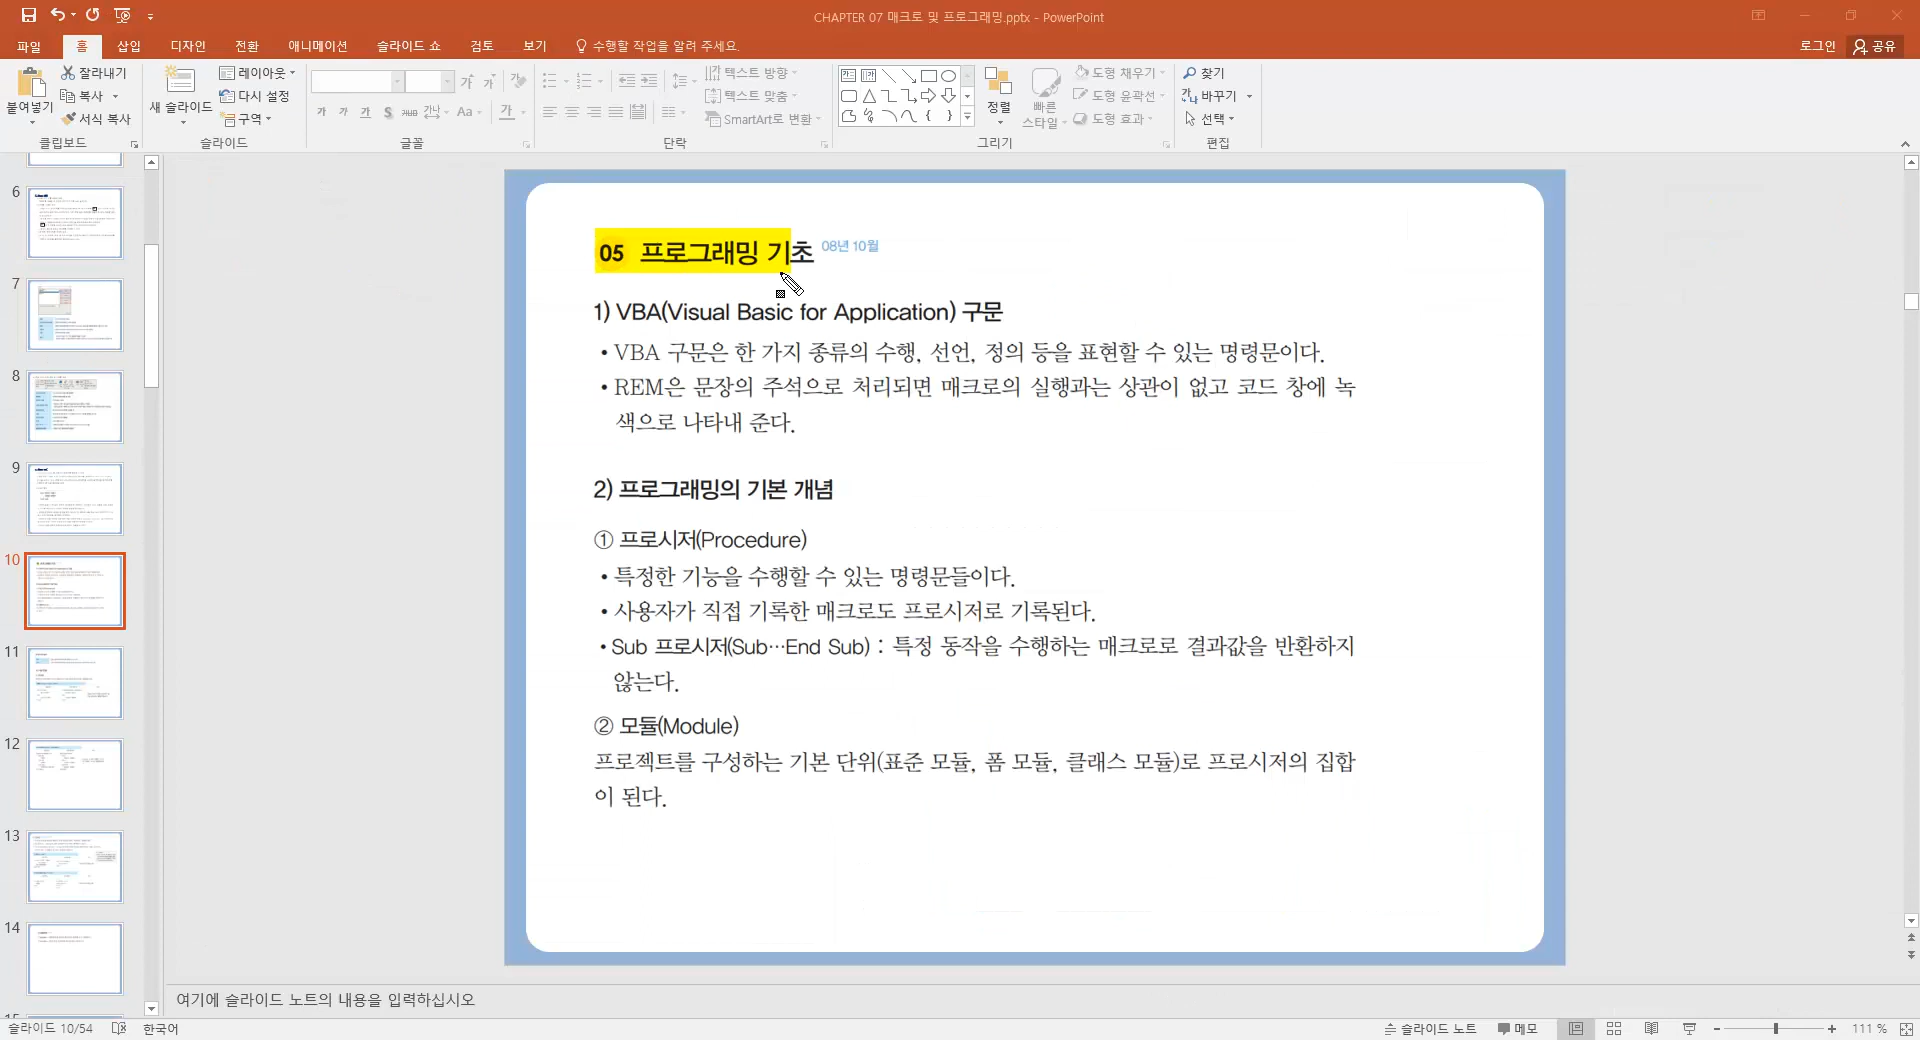 CHAPTER 07 매크로 및 프로그래밍.pptx - PowerPoint
파일 홈 삽입 디자인 전환 애니메이션 슬라이드 쇼 검토 보기 수행할 작업을 알려 주세요.
로그인 공유
붙여넣기
잘라내기
복사
서식 복사
클립보드
새 슬라이드
레이아웃
다시 설정
구역
슬라이드
가 가 가 S abc 간 Aa 가
글꼴
텍스트 방향
텍스트 맞춤
SmartArt로 변환
단락
정렬
빠른 스타일
도형 채우기
도형 윤곽선
도형 효과
그리기
찾기
바꾸기
선택
편집
6
7
8
9
10
11
12
13
14
05 프로그래밍 기초 08년 10월
1) VBA(Visual Basic for Application) 구문
• VBA 구문은 한 가지 종류의 수행, 선언, 정의 등을 표현할 수 있는 명령문이다.
• REM은 문장의 주석으로 처리되면 매크로의 실행과는 상관이 없고 코드 창에 녹
색으로 나타내 준다.
2) 프로그래밍의 기본 개념
① 프로시저(Procedure)
• 특정한 기능을 수행할 수 있는 명령문들이다.
• 사용자가 직접 기록한 매크로도 프로시저로 기록된다.
• Sub 프로시저(Sub…End Sub) : 특정 동작을 수행하는 매크로로 결과값을 반환하지
않는다.
② 모듈(Module)
프로젝트를 구성하는 기본 단위(표준 모듈, 폼 모듈, 클래스 모듈)로 프로시저의 집합
이 된다.
여기에 슬라이드 노트의 내용을 입력하십시오
슬라이드 10/54 한국어
슬라이드 노트 메모 111 %